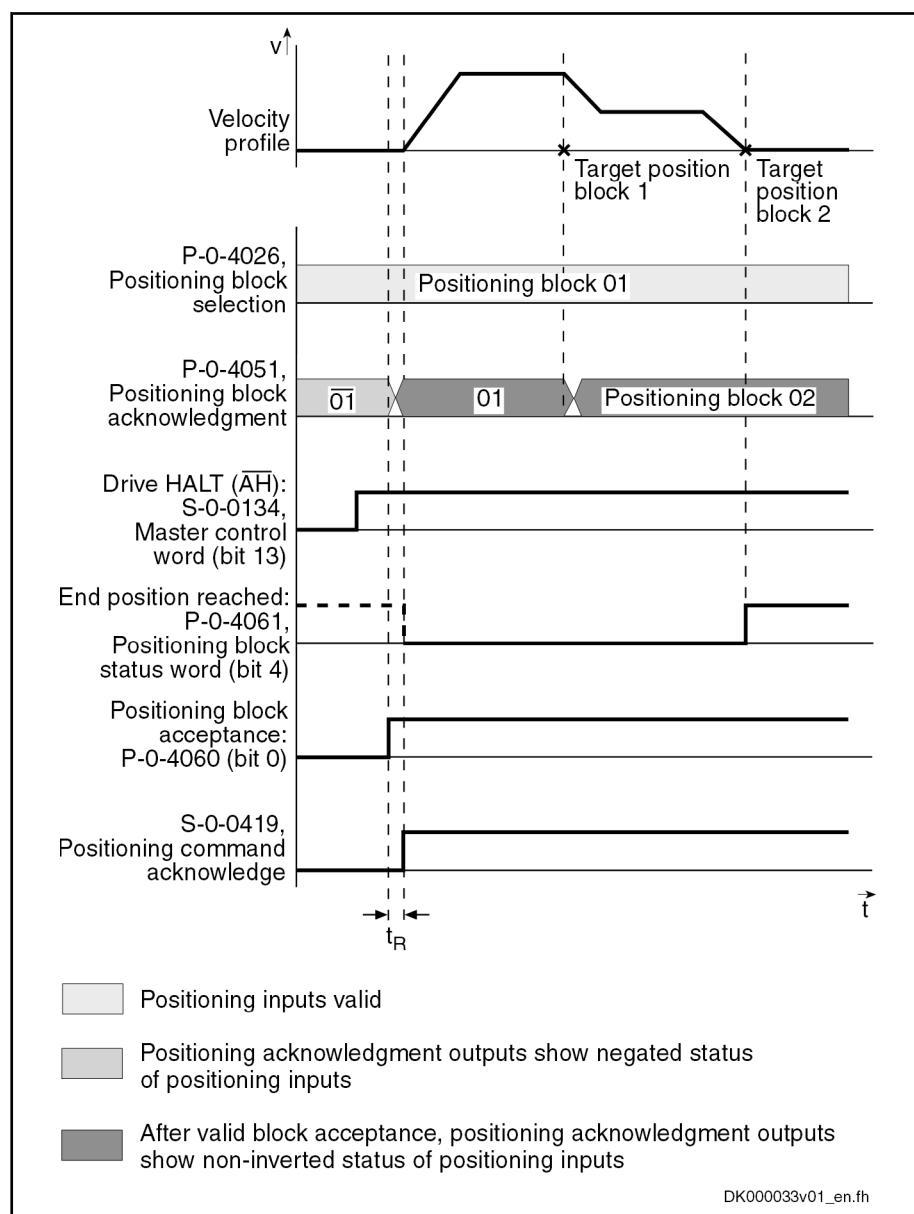 v
Velocity
profile
Target position
block 1
Target
position
block 2
P-0-4026,
Positioning block
selection
Positioning block 01
P-0-4051,
Positioning block
acknowledgment
0̅1̅
01
Positioning block 02
Drive HALT (A̅H̅):
S-0-0134,
Master control
word (bit 13)
End position reached:
P-0-4061,
Positioning block
status word (bit 4)
Positioning block
acceptance:
P-0-4060 (bit 0)
S-0-0419,
Positioning command
acknowledge
t
tR
Positioning inputs valid
Positioning acknowledgment outputs show negated status
of positioning inputs
After valid block acceptance, positioning acknowledgment outputs
show non-inverted status of positioning inputs
DK000033v01_en.fh